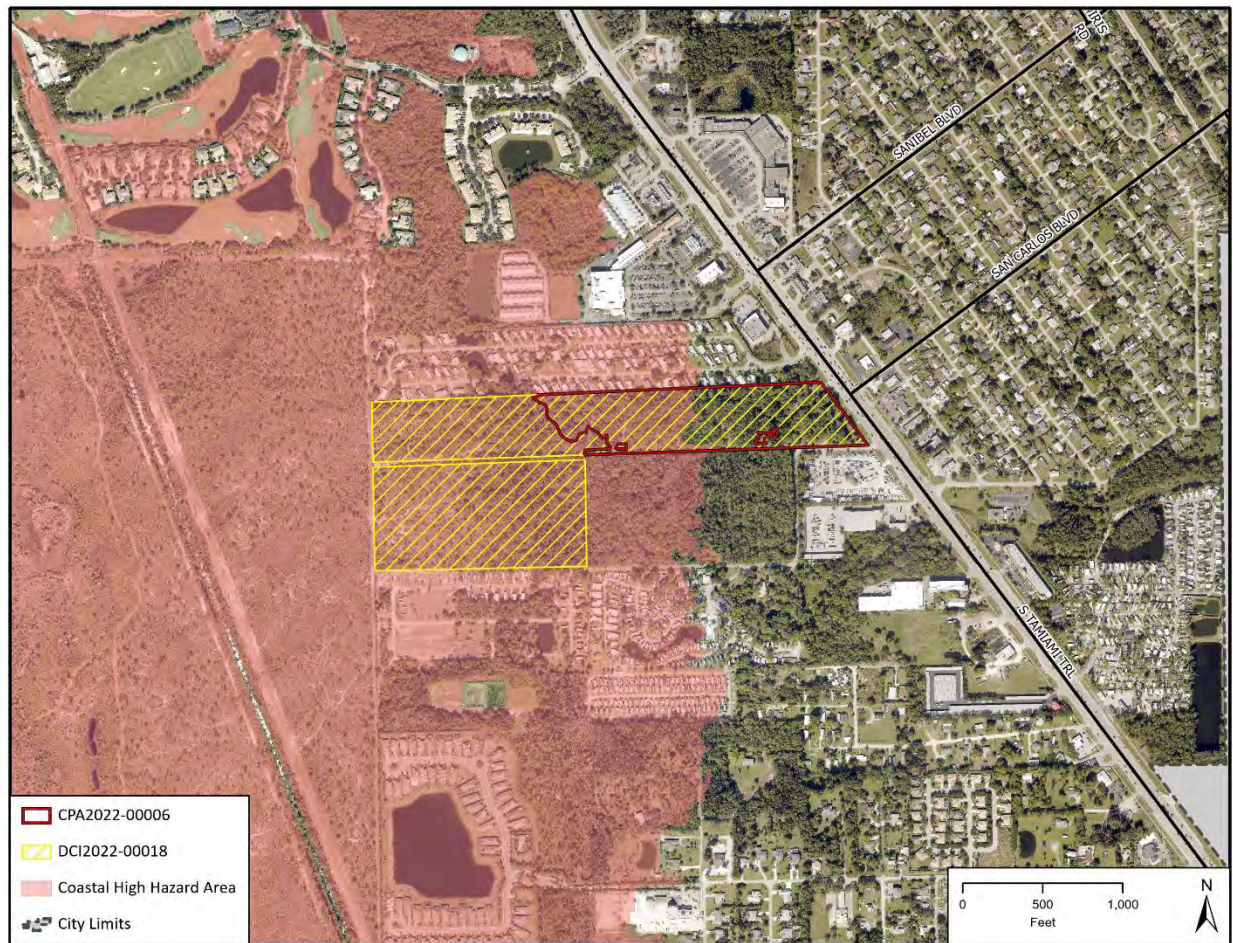 IRIS RD
SANIBEL BLVD
SAN CARLOS BLVD
S TAMIAMI TRL
CPA2022-00006
DCI2022-00018
Coastal High Hazard Area
City Limits
0 500 1,000
Feet
N